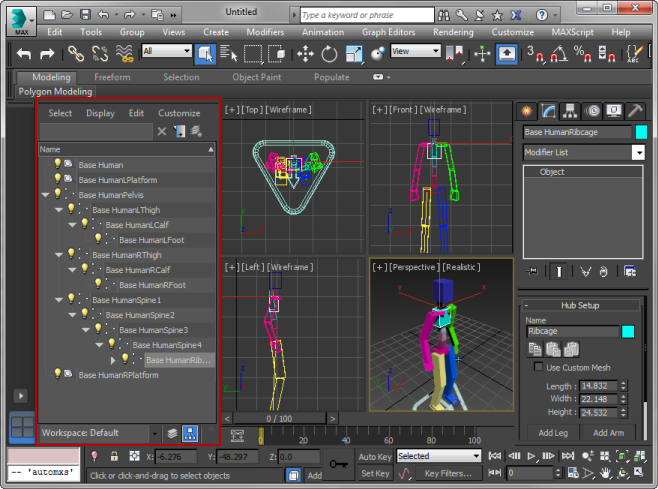 MAX
Untitled
Type a keyword or phrase
Edit Tools Group Views Create Modifiers Animation Graph Editors Rendering Customize MAXScript Help
All
View
3
Modeling Freeform Selection Object Paint Populate
Polygon Modeling
Select Display Edit Customize
Name
Base Human
Base HumanLPlatform
Base HumanPelvis
Base HumanLThigh
Base HumanLCalf
Base HumanLFoot
Base HumanRThigh
Base HumanRCalf
Base HumanRFoot
Base HumanSpine1
Base HumanSpine2
Base HumanSpine3
Base HumanSpine4
Base HumanRib...
Base HumanRPlatform
Workspace: Default
[+] [Top] [Wireframe]
[+] [Front] [Wireframe]
[+] [Left] [Wireframe]
[+] [Perspective] [Realistic]
Base HumanRibcage
Modifier List
Object
Hub Setup
Name
Ribcage
Use Custom Mesh
Length : 14.832
Width : 22.148
Height : 24.532
Add Leg Add Arm
0 / 100
0 20 40 60 80 100
X: -6.276 Y: -48.297 Z: 0.0
Auto Key Selected
-- 'automxs'
Click or click-and-drag to select objects
Add
Set Key Key Filters...
0